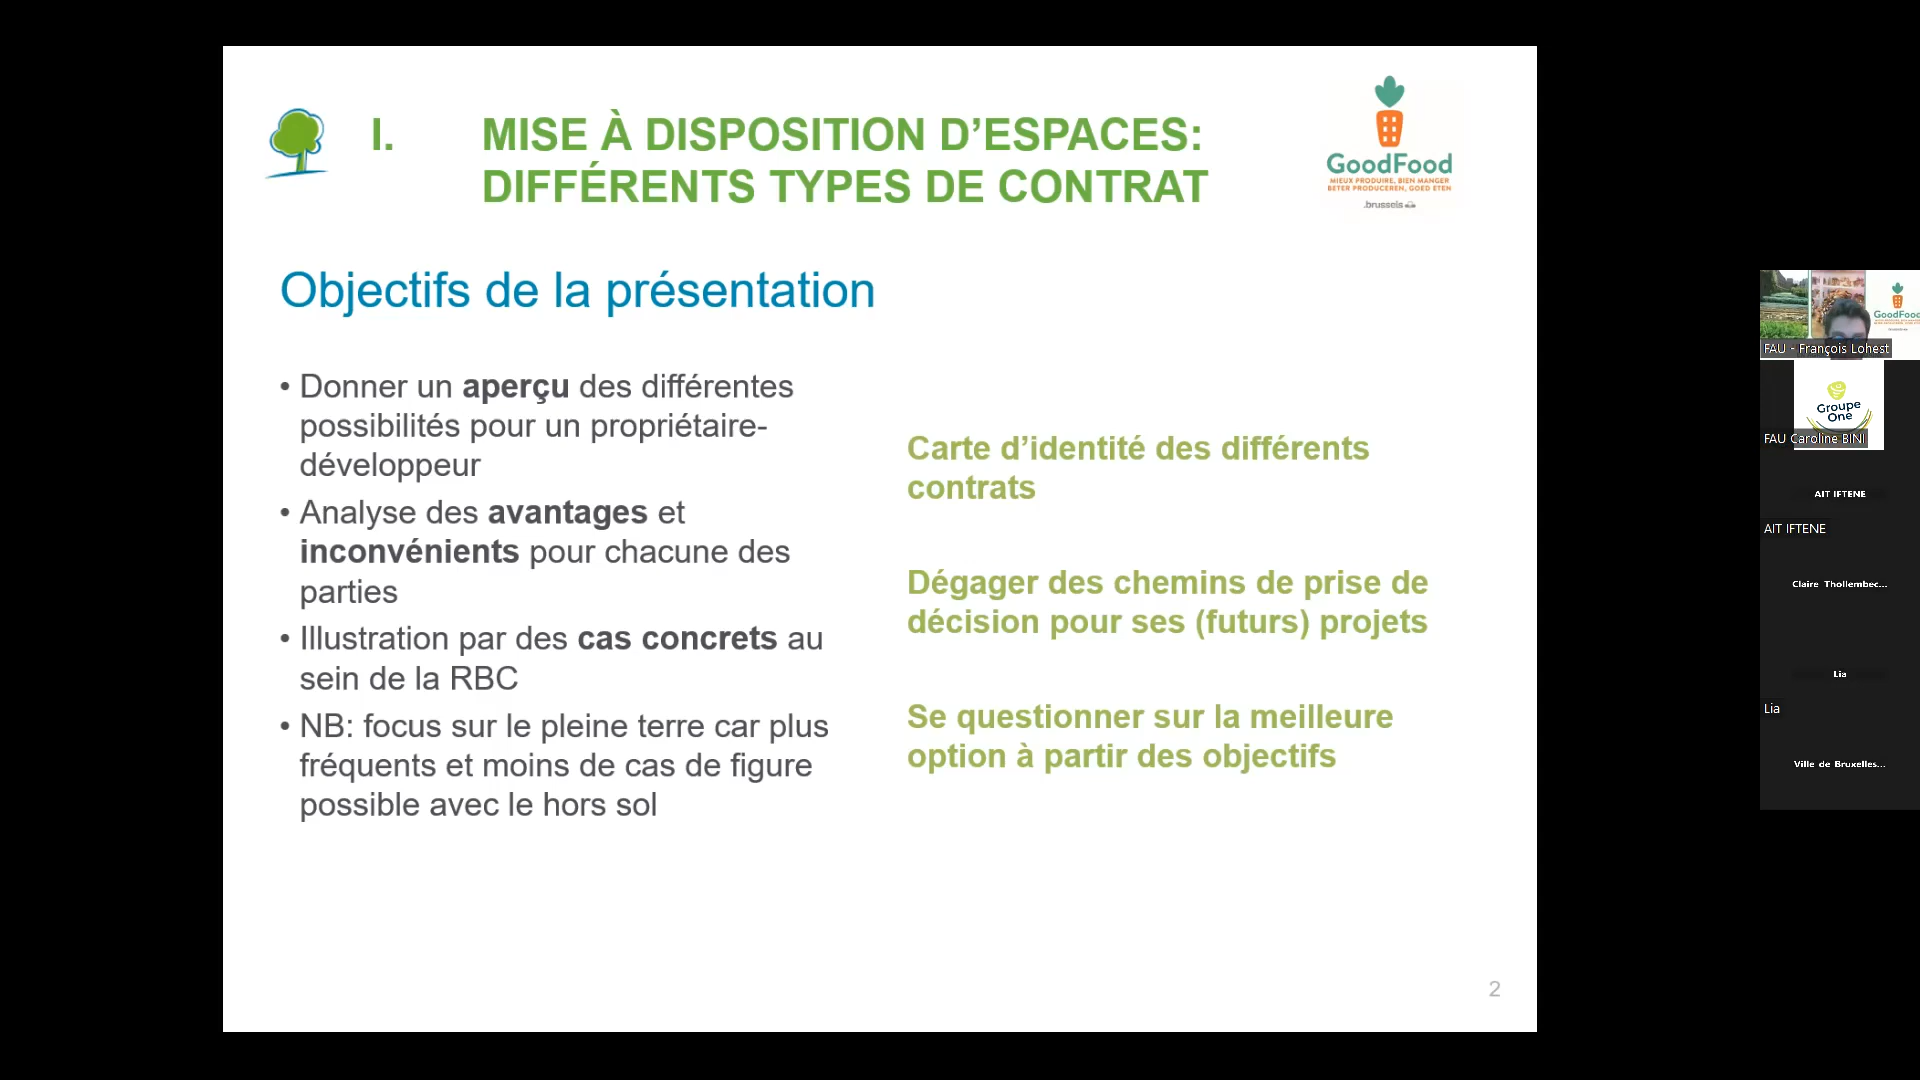 I. MISE À DISPOSITION D’ESPACES:
DIFFÉRENTS TYPES DE CONTRAT
GoodFood
MIEUX PRODUIRE, BIEN MANGER
BETER PRODUCEREN, GOED ETEN
.brussels
Objectifs de la présentation
• Donner un aperçu des différentes
possibilités pour un propriétaire-
développeur
• Analyse des avantages et
inconvénients pour chacune des
parties
• Illustration par des cas concrets au
sein de la RBC
• NB: focus sur le pleine terre car plus
fréquents et moins de cas de figure
possible avec le hors sol
Carte d’identité des différents
contrats
Dégager des chemins de prise de
décision pour ses (futurs) projets
Se questionner sur la meilleure
option à partir des objectifs
2
GoodFood
FAU - François Lohest
Groupe
One
FAU Caroline BINI
AIT IFTENE
AIT IFTENE
Claire Thollembec...
Lia
Lia
Ville de Bruxelles...